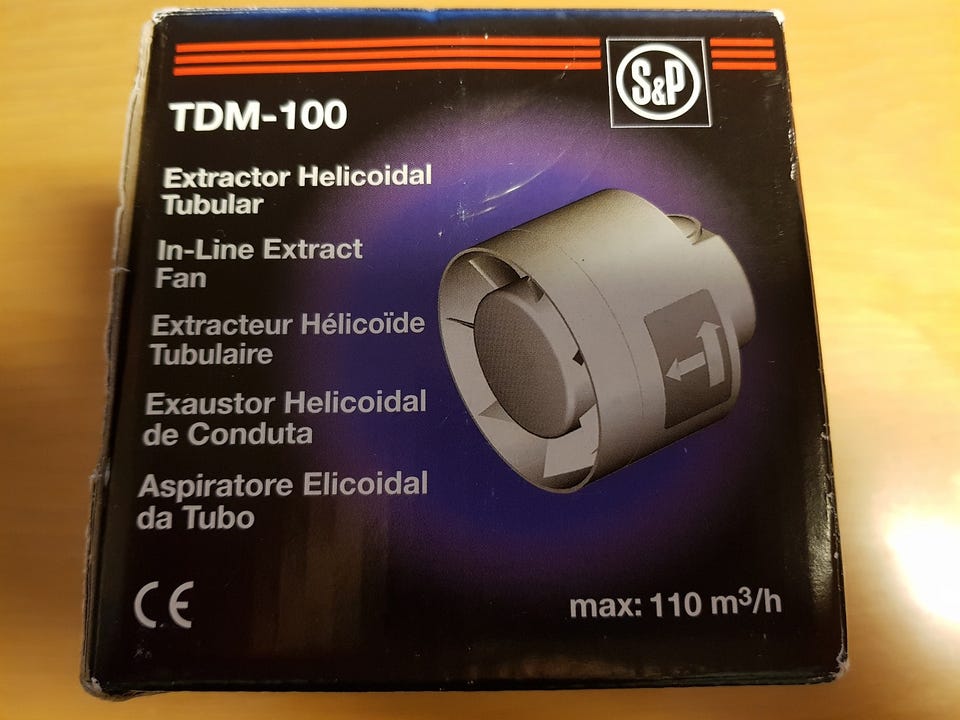 S&P
TDM-100
Extractor Helicoidal
Tubular
In-Line Extract
Fan
Extracteur Hélicoïde
Tubulaire
Exaustor Helicoidal
de Conduta
Aspiratore Elicoidal
da Tubo
CE
max: 110 m³/h